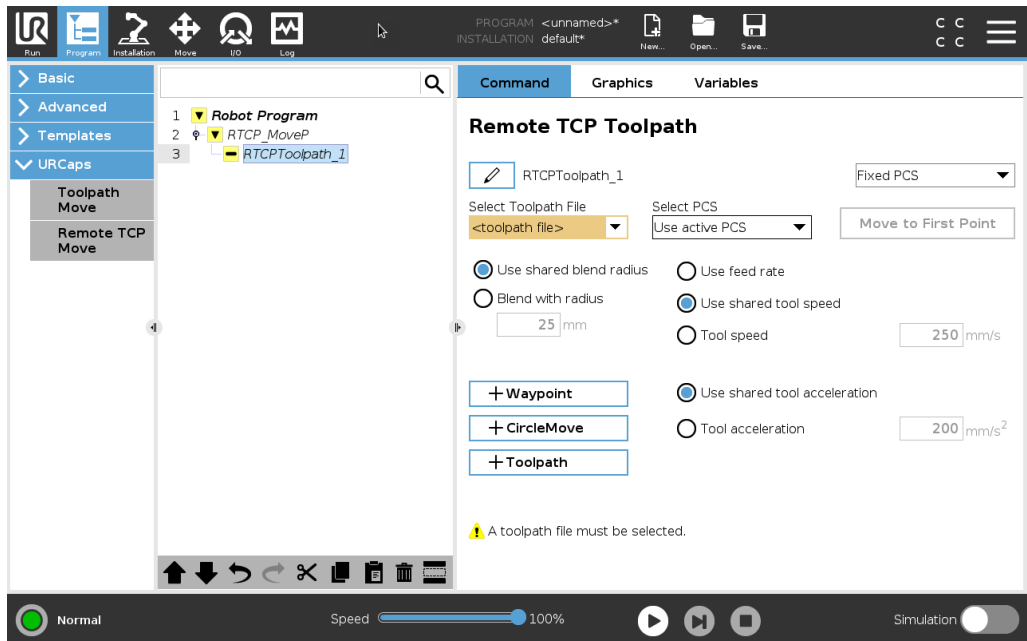 PROGRAM <unnamed>*
INSTALLATION default*
UR
Run
Program
Installation
Move
I/O
Log
New...
Open...
Save...
C C
C C
Basic
Advanced
Templates
URCaps
Toolpath
Move
Remote TCP
Move
1 Robot Program
2 RTCP_MoveP
3 RTCPToolpath_1
Command Graphics Variables
Remote TCP Toolpath
RTCPToolpath_1
Fixed PCS
Select Toolpath File
Select PCS
<toolpath file>
Use active PCS
Move to First Point
Use shared blend radius
Blend with radius
25 mm
Use feed rate
Use shared tool speed
Tool speed 250 mm/s
+ Waypoint
+ CircleMove
+ Toolpath
Use shared tool acceleration
Tool acceleration 200 mm/s²
A toolpath file must be selected.
Normal
Speed 100%
Simulation